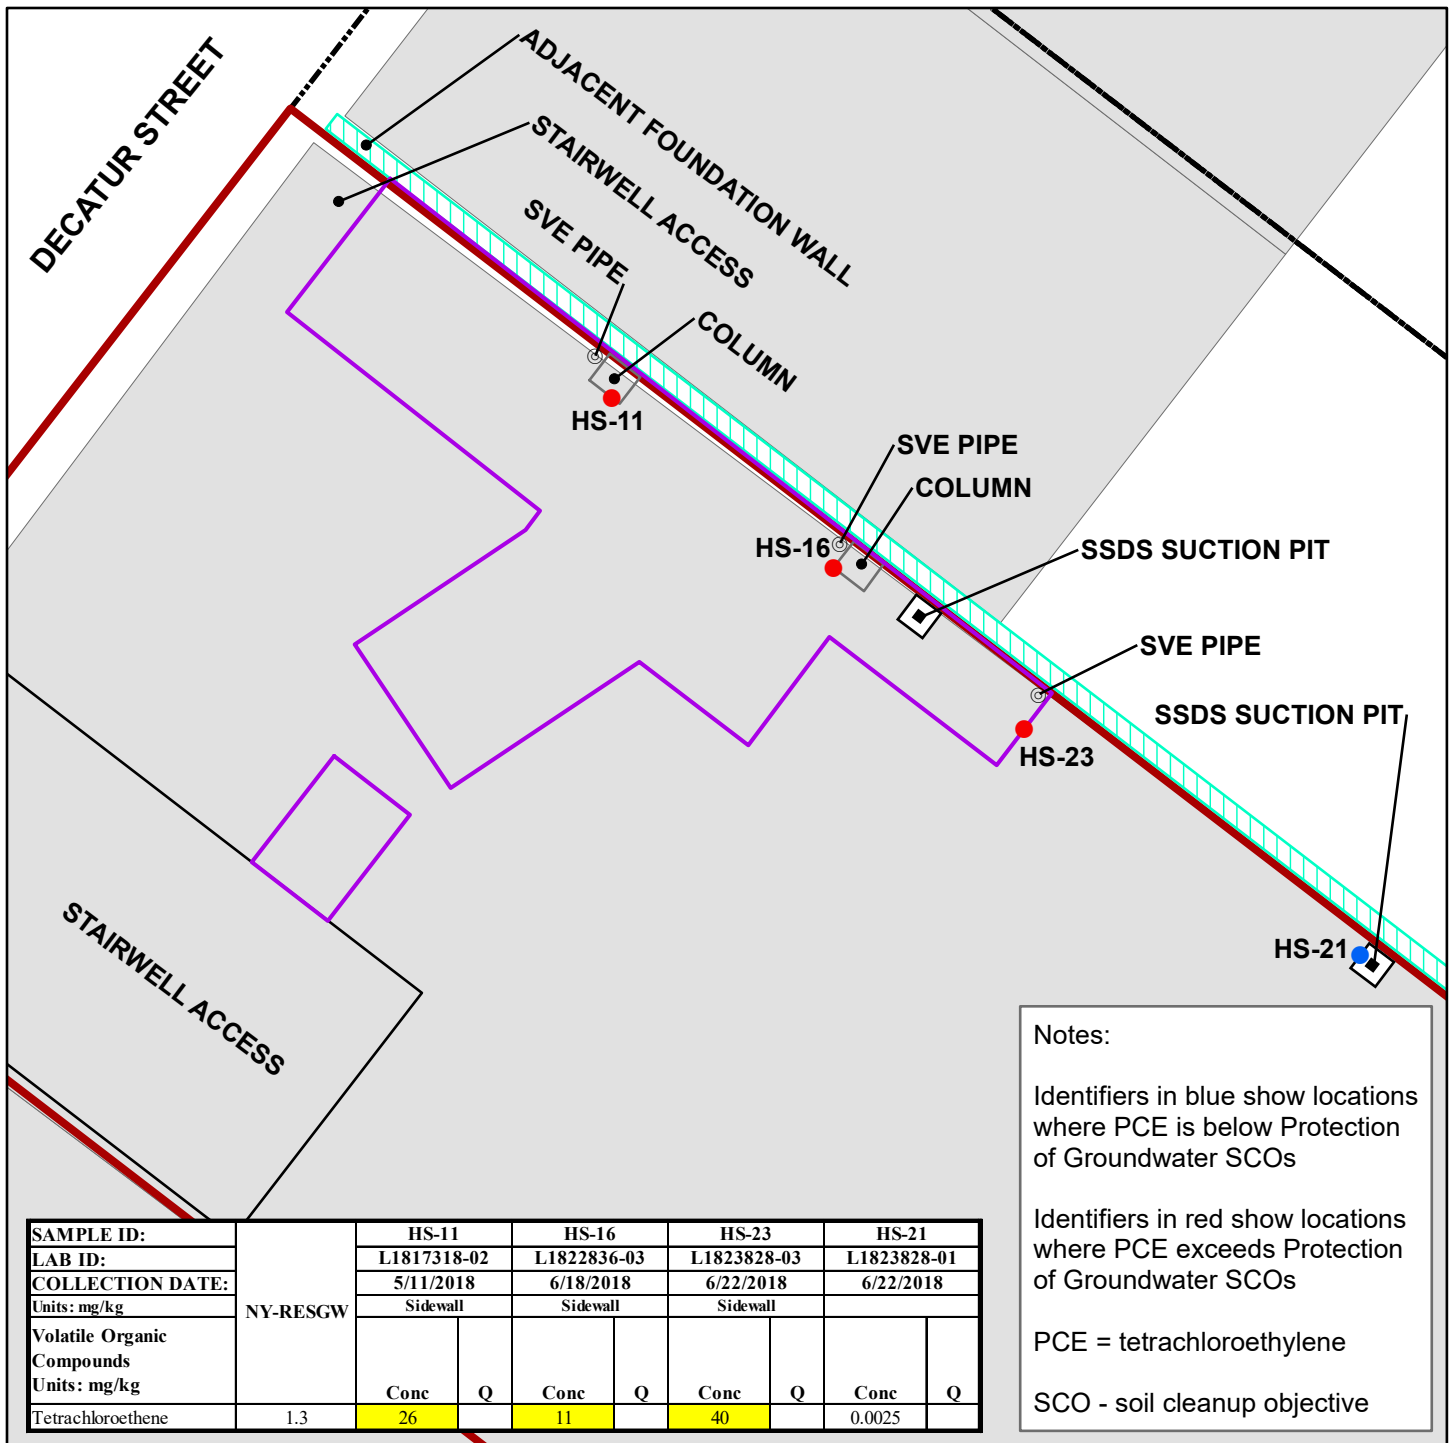 DECATUR STREET
ADJACENT FOUNDATION WALL
STAIRWELL ACCESS
SVE PIPE
COLUMN
HS-11
SVE PIPE
COLUMN
HS-16
SSDS SUCTION PIT
SVE PIPE
SSDS SUCTION PIT
HS-23
HS-21
STAIRWELL ACCESS
Notes:
Identifiers in blue show locations
where PCE is below Protection
of Groundwater SCOs
Identifiers in red show locations
where PCE exceeds Protection
of Groundwater SCOs
PCE = tetrachloroethylene
SCO - soil cleanup objective
SAMPLE ID: HS-11 HS-16 HS-23 HS-21
LAB ID: L1817318-02 L1822836-03 L1823828-03 L1823828-01
COLLECTION DATE: 5/11/2018 6/18/2018 6/22/2018 6/22/2018
Units: mg/kg NY-RESGW Sidewall Sidewall Sidewall
Volatile Organic
Compounds
Units: mg/kg Conc Q Conc Q Conc Q Conc Q
Tetrachloroethene 1.3 26 11 40 0.0025